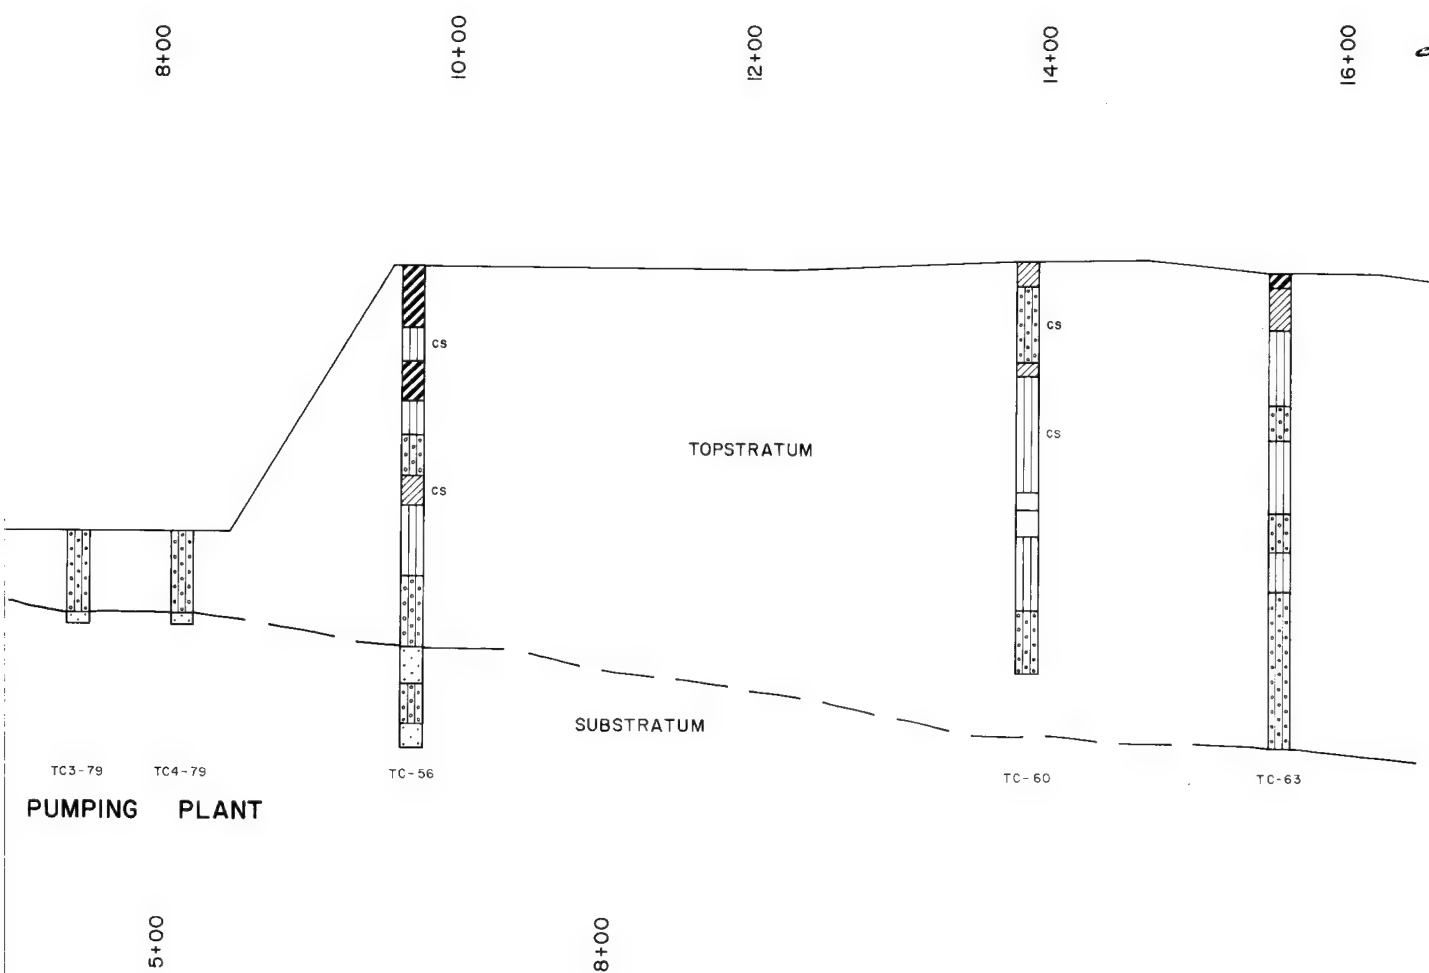 8+00
10+00
12+00
14+00
16+00
CS
CS
CS
CS
TOPSTRATUM
SUBSTRATUM
TC3-79
TC4-79
TC-56
TC-60
TC-63
PUMPING PLANT
5+00
8+00